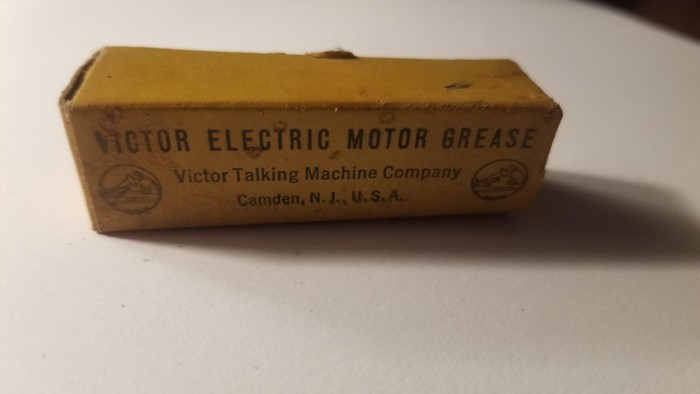 VICTOR ELECTRIC MOTOR GREASE
Victor Talking Machine Company
Camden, N. J., U. S. A.